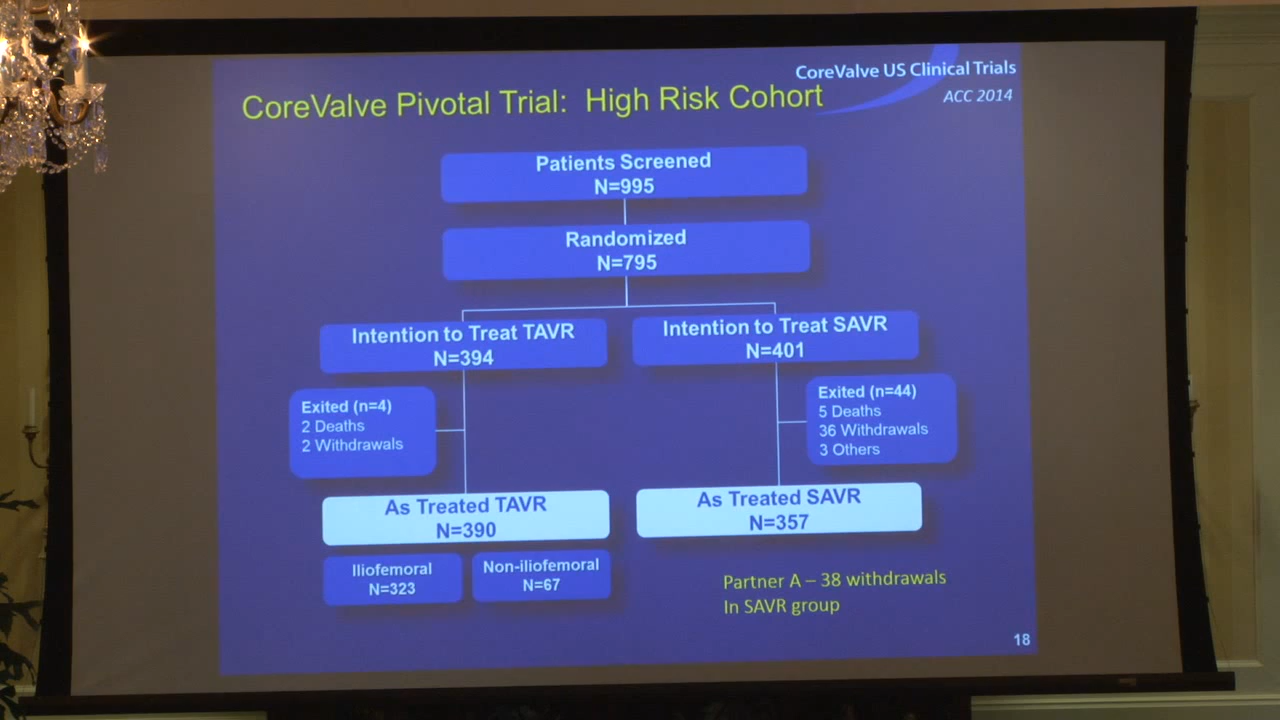 CoreValve US Clinical Trials
ACC 2014
CoreValve Pivotal Trial: High Risk Cohort
Patients Screened
N=995
Randomized
N=795
Intention to Treat TAVR
N=394
Intention to Treat SAVR
N=401
Exited (n=4)
2 Deaths
2 Withdrawals
Exited (n=44)
5 Deaths
36 Withdrawals
3 Others
As Treated TAVR
N=390
As Treated SAVR
N=357
Iliofemoral
N=323
Non-iliofemoral
N=67
Partner A – 38 withdrawals
In SAVR group
18